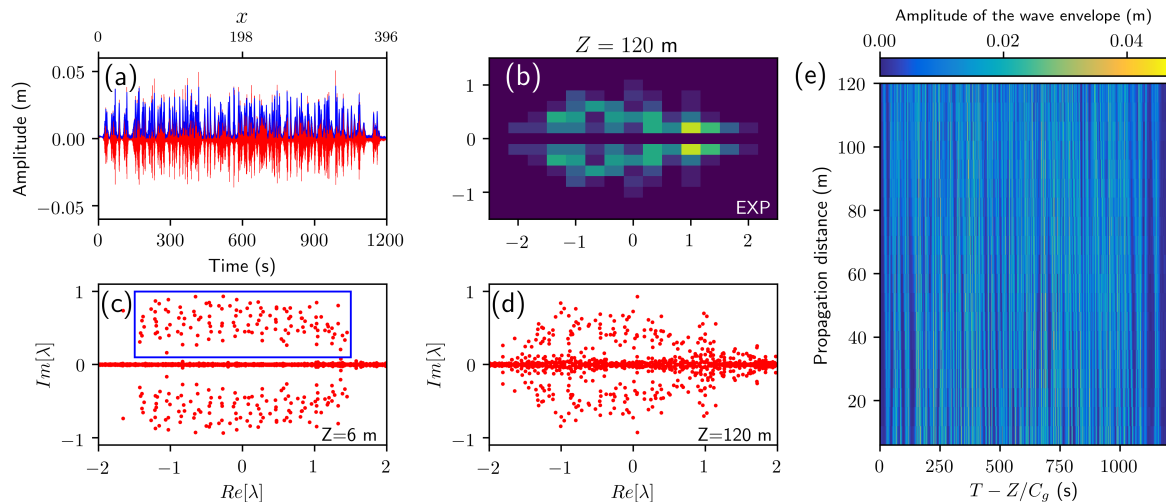 x
0 198 396
(a)
0.05
0.00
−0.05
Amplitude (m)
0 300 600 900 1200
Time (s)
Z = 120 m
(b)
1
0
−1
EXP
−2 −1 0 1 2
(c)
1
0
−1
Im[λ]
Z=6 m
−2 −1 0 1 2
Re[λ]
(d)
1
0
−1
Im[λ]
Z=120 m
−2 −1 0 1 2
Re[λ]
Amplitude of the wave envelope (m)
0.00 0.02 0.04
(e)
120
100
80
60
40
20
Propagation distance (m)
0 250 500 750 1000
T − Z/C_g (s)